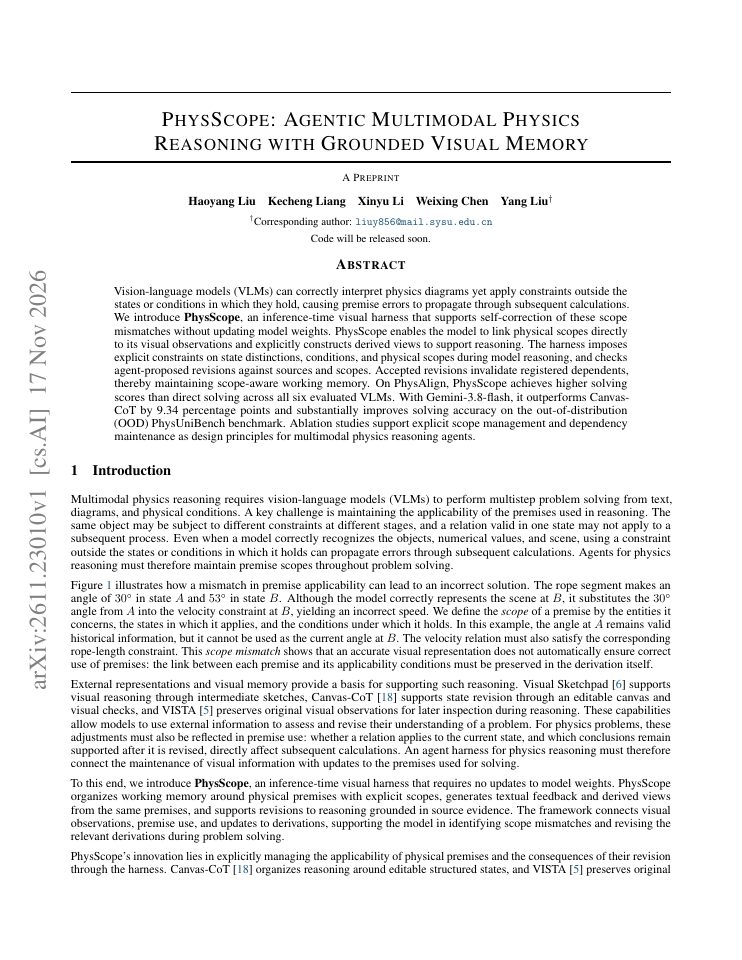 PHYSSCOPE: AGENTIC MULTIMODAL PHYSICS
REASONING WITH GROUNDED VISUAL MEMORY
A PREPRINT
Haoyang Liu Kecheng Liang Xinyu Li Weixing Chen Yang Liu†
†Corresponding author: liuy856@mail.sysu.edu.cn
Code will be released soon.
ABSTRACT
Vision-language models (VLMs) can correctly interpret physics diagrams yet apply constraints outside the
states or conditions in which they hold, causing premise errors to propagate through subsequent calculations.
We introduce PhysScope, an inference-time visual harness that supports self-correction of these scope
mismatches without updating model weights. PhysScope enables the model to link physical scopes directly
to its visual observations and explicitly constructs derived views to support reasoning. The harness imposes
explicit constraints on state distinctions, conditions, and physical scopes during model reasoning, and checks
agent-proposed revisions against sources and scopes. Accepted revisions invalidate registered dependents,
thereby maintaining scope-aware working memory. On PhysAlign, PhysScope achieves higher solving
scores than direct solving across all six evaluated VLMs. With Gemini-3.8-flash, it outperforms Canvas-
CoT by 9.34 percentage points and substantially improves solving accuracy on the out-of-distribution
(OOD) PhysUniBench benchmark. Ablation studies support explicit scope management and dependency
maintenance as design principles for multimodal physics reasoning agents.
1 Introduction
Multimodal physics reasoning requires vision-language models (VLMs) to perform multistep problem solving from text,
diagrams, and physical conditions. A key challenge is maintaining the applicability of the premises used in reasoning. The
same object may be subject to different constraints at different stages, and a relation valid in one state may not apply to a
subsequent process. Even when a model correctly recognizes the objects, numerical values, and scene, using a constraint
outside the states or conditions in which it holds can propagate errors through subsequent calculations. Agents for physics
reasoning must therefore maintain premise scopes throughout problem solving.
Figure 1 illustrates how a mismatch in premise applicability can lead to an incorrect solution. The rope segment makes an
angle of 30° in state A and 53° in state B. Although the model correctly represents the scene at B, it substitutes the 30°
angle from A into the velocity constraint at B, yielding an incorrect speed. We define the scope of a premise by the entities it
concerns, the states in which it applies, and the conditions under which it holds. In this example, the angle at A remains valid
historical information, but it cannot be used as the current angle at B. The velocity relation must also satisfy the corresponding
rope-length constraint. This scope mismatch shows that an accurate visual representation does not automatically ensure correct
use of premises: the link between each premise and its applicability conditions must be preserved in the derivation itself.
External representations and visual memory provide a basis for supporting such reasoning. Visual Sketchpad [6] supports
visual reasoning through intermediate sketches, Canvas-CoT [18] supports state revision through an editable canvas and
visual checks, and VISTA [5] preserves original visual observations for later inspection during reasoning. These capabilities
allow models to use external information to assess and revise their understanding of a problem. For physics problems, these
adjustments must also be reflected in premise use: whether a relation applies to the current state, and which conclusions remain
supported after it is revised, directly affect subsequent calculations. An agent harness for physics reasoning must therefore
connect the maintenance of visual information with updates to the premises used for solving.
To this end, we introduce PhysScope, an inference-time visual harness that requires no updates to model weights. PhysScope
organizes working memory around physical premises with explicit scopes, generates textual feedback and derived views
from the same premises, and supports revisions to reasoning grounded in source evidence. The framework connects visual
observations, premise use, and updates to derivations, supporting the model in identifying scope mismatches and revising the
relevant derivations during problem solving.
PhysScope's innovation lies in explicitly managing the applicability of physical premises and the consequences of their revision
through the harness. Canvas-CoT [18] organizes reasoning around editable structured states, and VISTA [5] preserves original
arXiv:2611.23010v1 [cs.AI] 17 Nov 2026